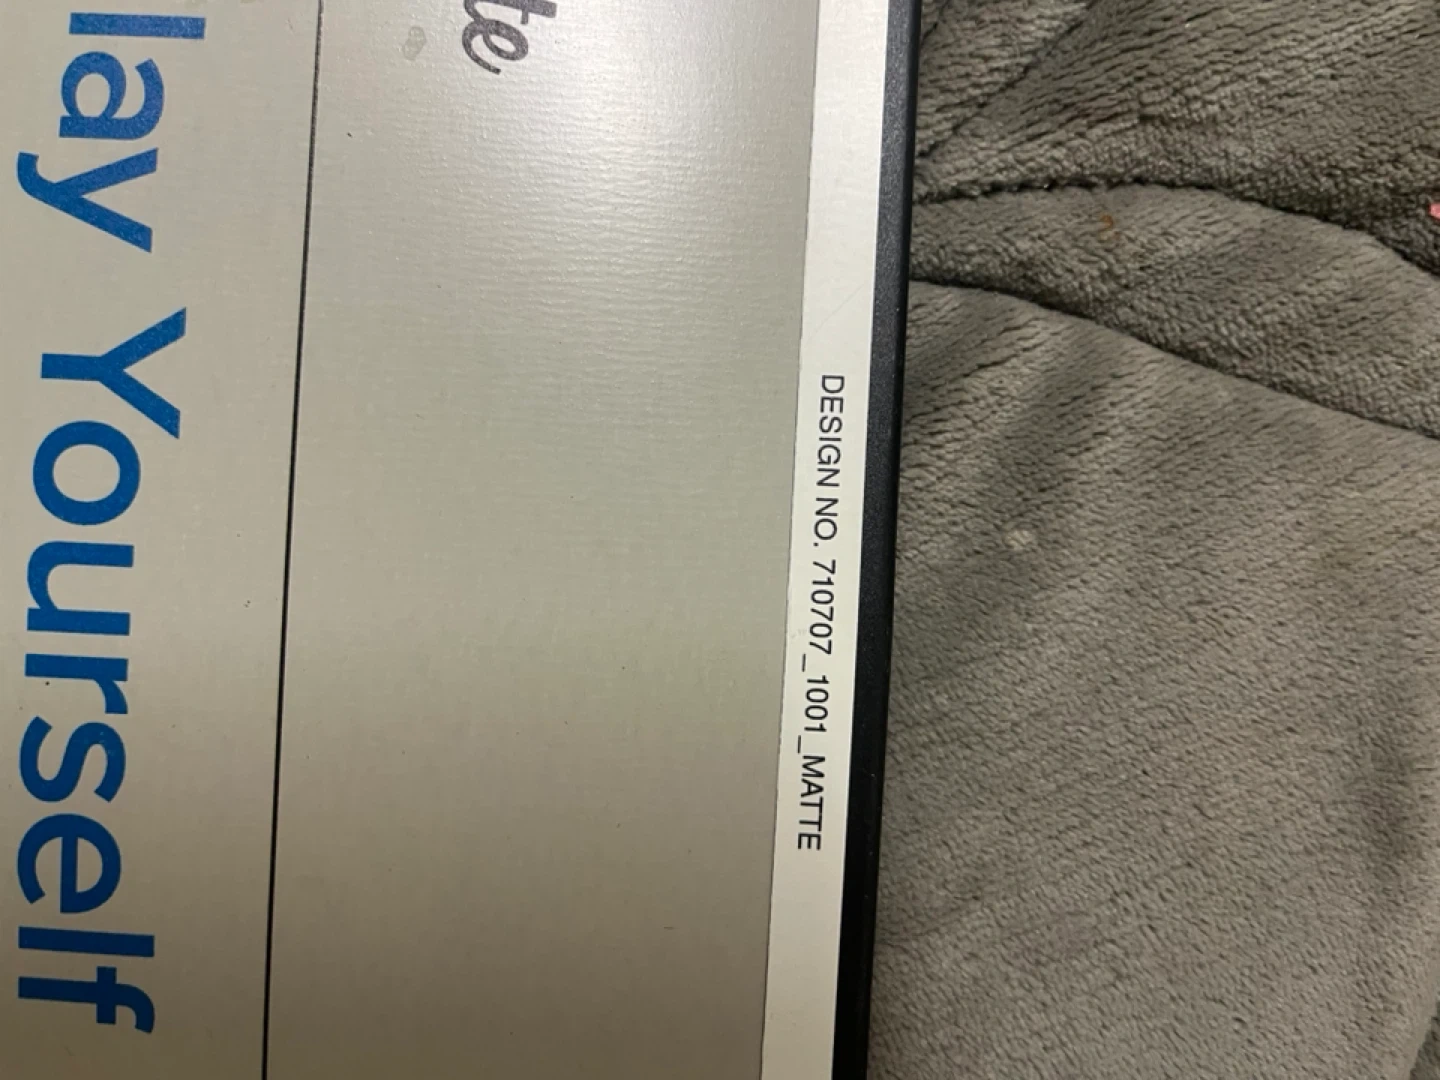 DESIGN NO. 710707_1001_MATTE
te
lay Yourself